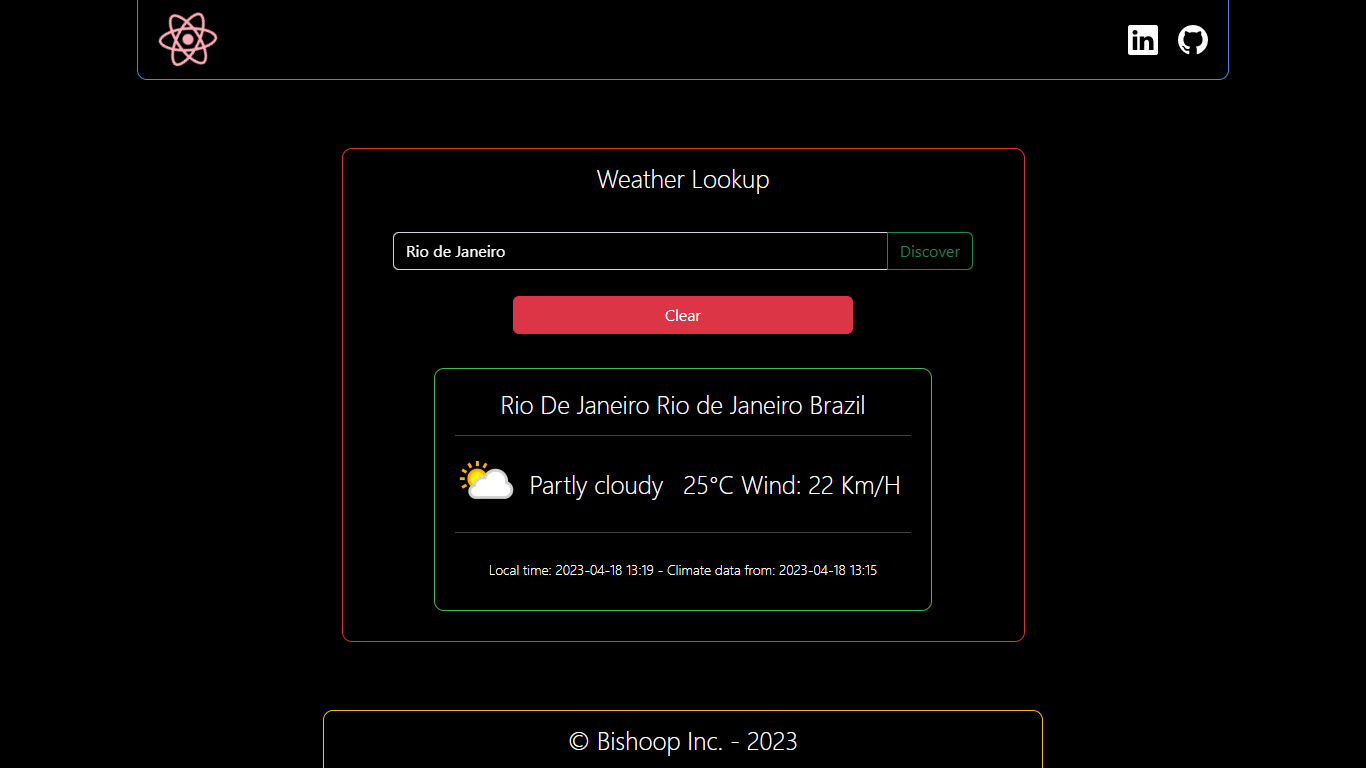 in
Weather Lookup
Rio de Janeiro Discover
Clear
Rio De Janeiro Rio de Janeiro Brazil
Partly cloudy 25°C Wind: 22 Km/H
Local time: 2023-04-18 13:19 - Climate data from: 2023-04-18 13:15
© Bishoop Inc. - 2023